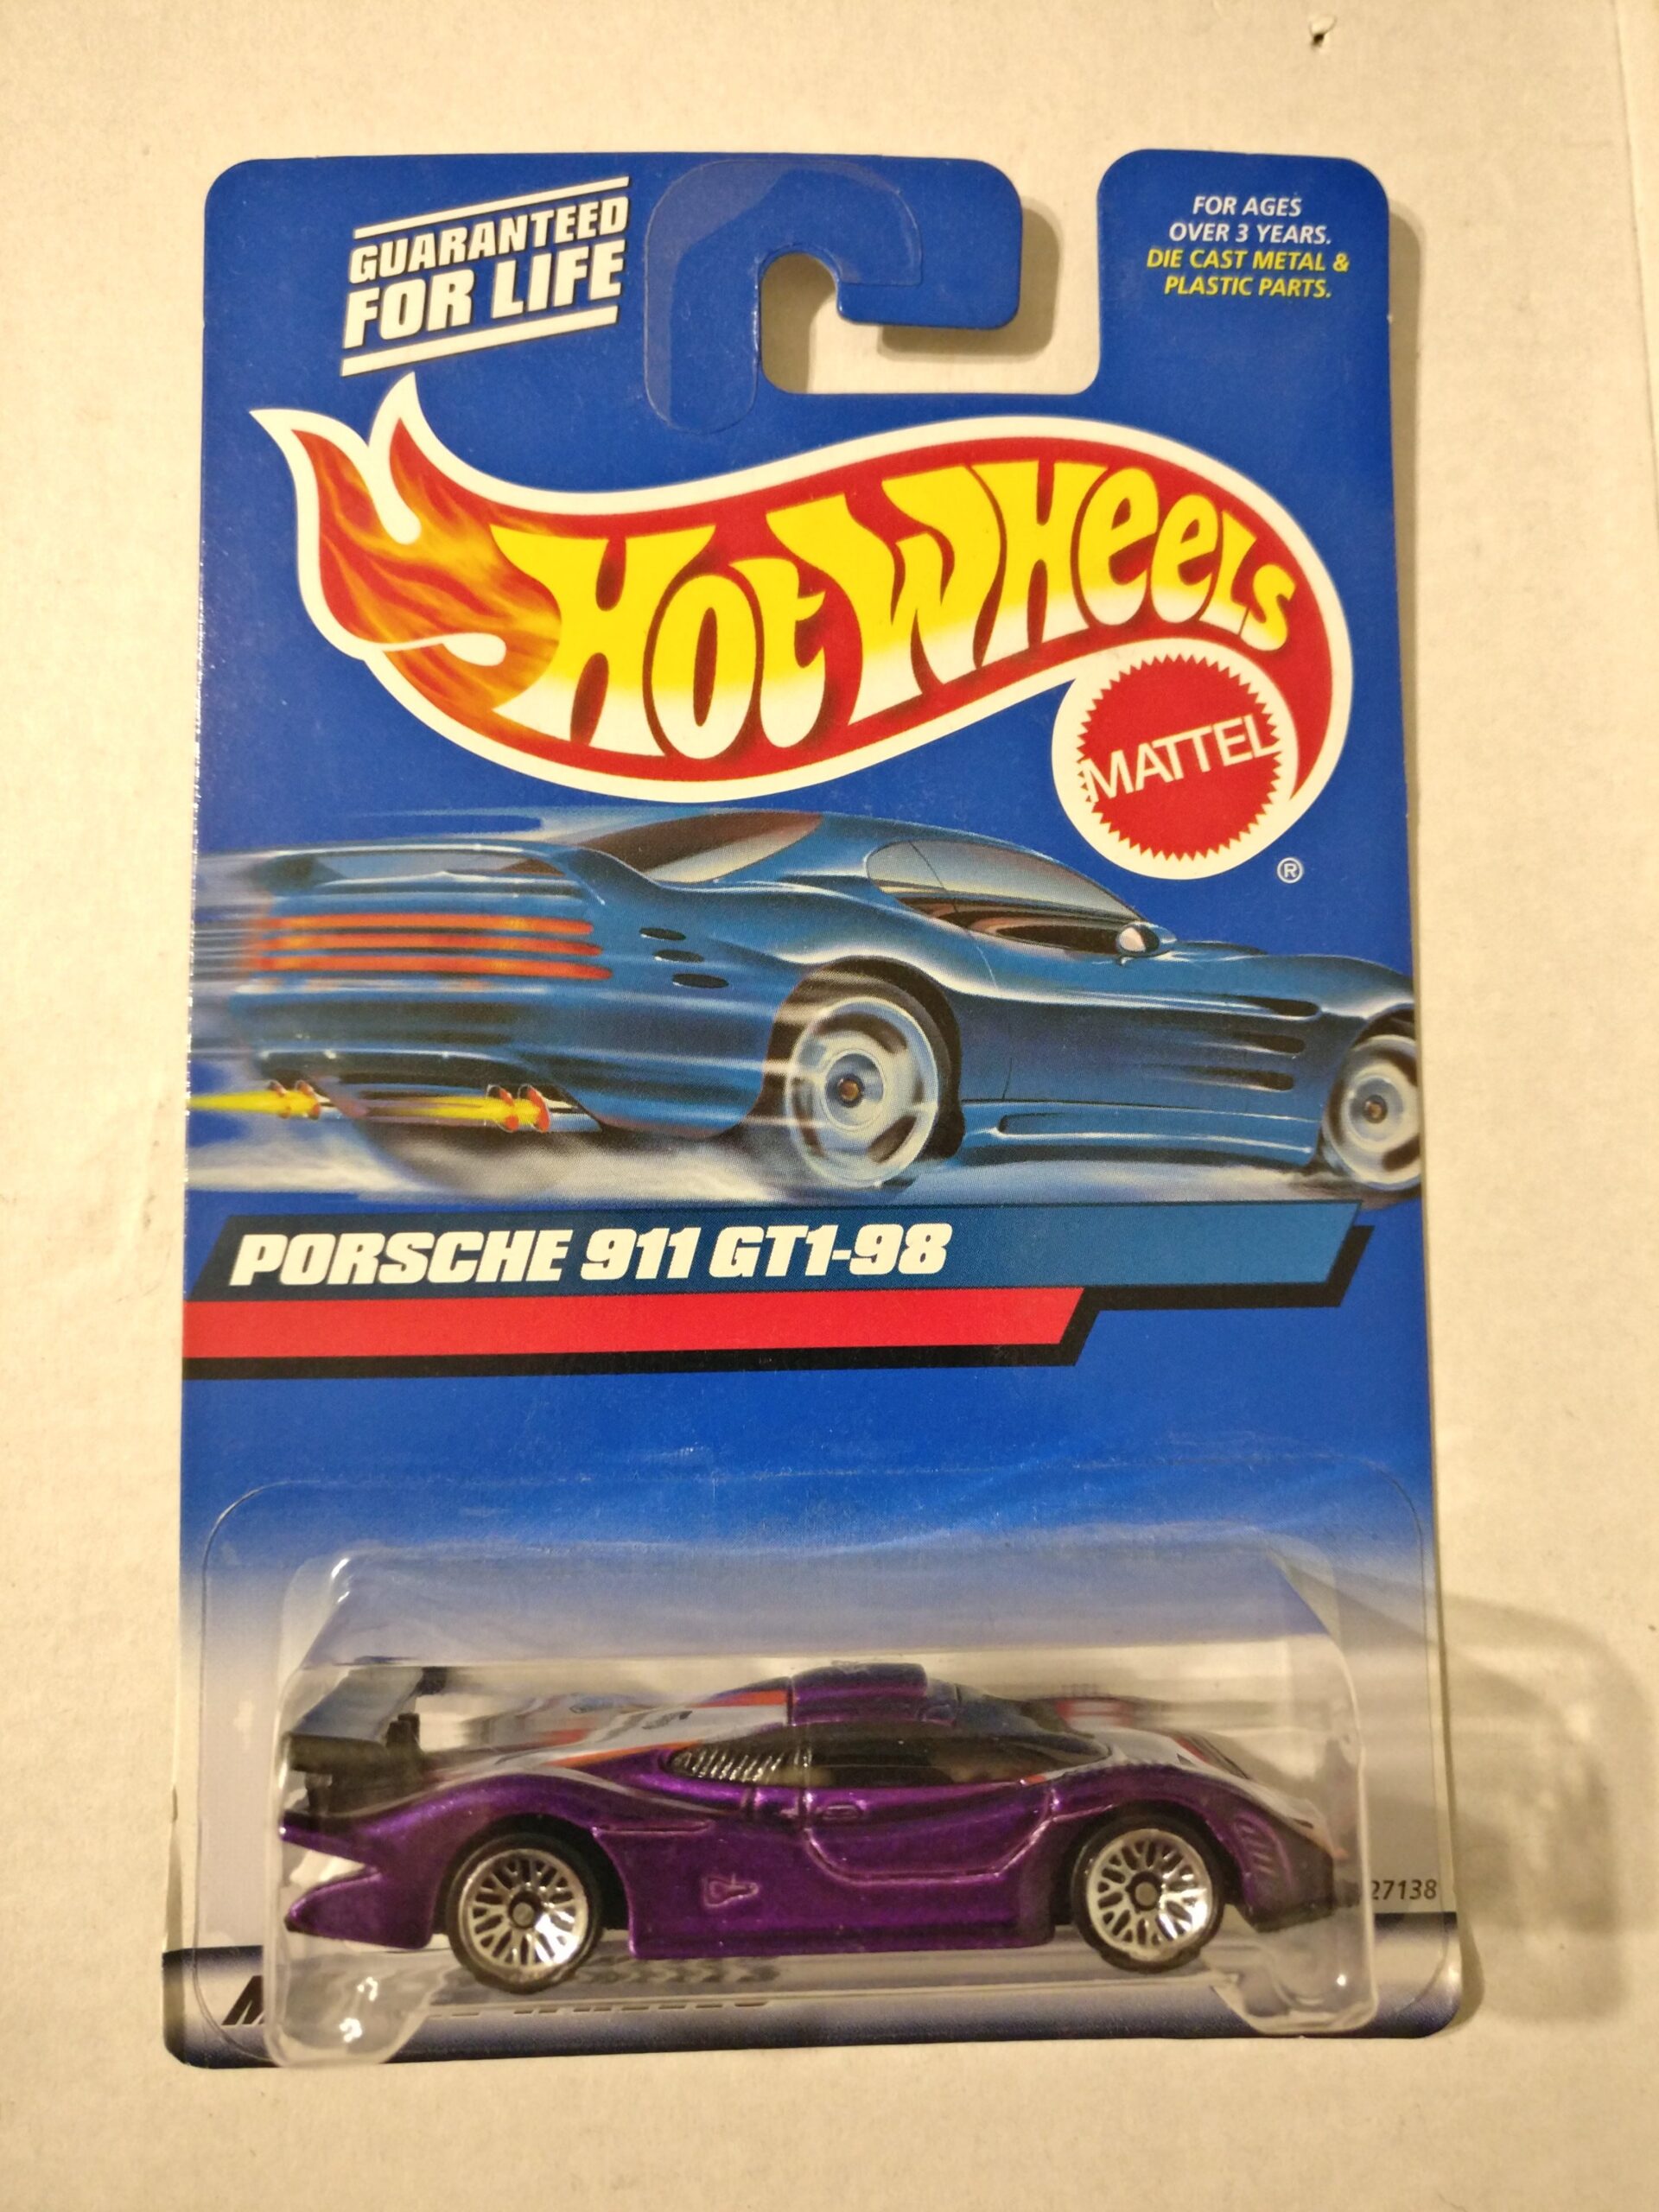 GUARANTEED
FOR LIFE
FOR AGES
OVER 3 YEARS.
DIE CAST METAL &
PLASTIC PARTS.
HOT WHEELS
MATTEL
®
PORSCHE 911 GT1-98
27138